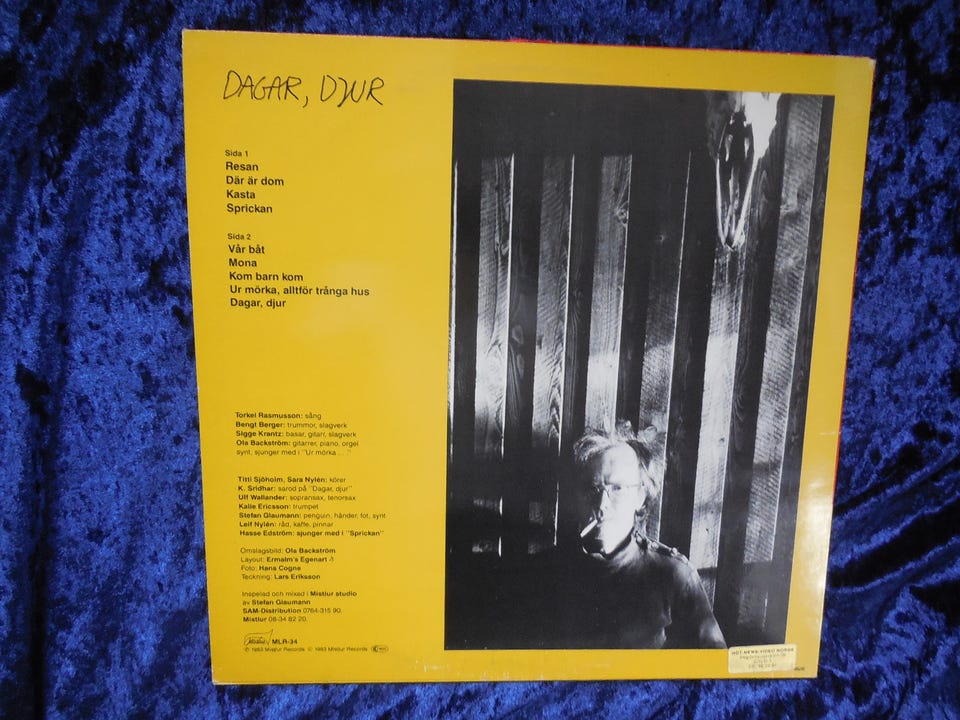 DAGAR, DJUR
Sida 1
Resan
Där är dom
Kasta
Sprickan
Sida 2
Vår båt
Mona
Kom barn kom
Ur mörka, alltför trånga hus
Dagar, djur
Torkel Rasmusson: sång
Bengt Berger: trummor, slagverk
Sigge Krantz: basar, gitarr, slagverk
Ola Backström: gitarrer, piano, orgel
synt, sjunger med i "Ur mörka . . ."
Titti Sjöholm, Sara Nylén: körer
K. Sridhar: sarod på "Dagar, djur"
Ulf Wallander: sopransax, tenorsax
Kalle Ericsson: trumpet
Stefan Glaumann: penguin, händer, fot, synt
Leif Nylén: råd, kaffe, pinnar
Hasse Edström: sjunger med i "Sprickan"
Omslagsbild: Ola Backström
Layout: Ermalm's Egenart
Foto: Hans Cogne
Teckning: Lars Eriksson
Inspelad och mixad i Mistlur studio
av Stefan Glaumann
SAM-Distribution 0764-315 90.
Mistlur 08-34 82 20.
Mistlur MLR-34
℗ 1983 Mistlur Records © 1983 Mistlur Records
HOT-NEWS-VIDEO NORGE